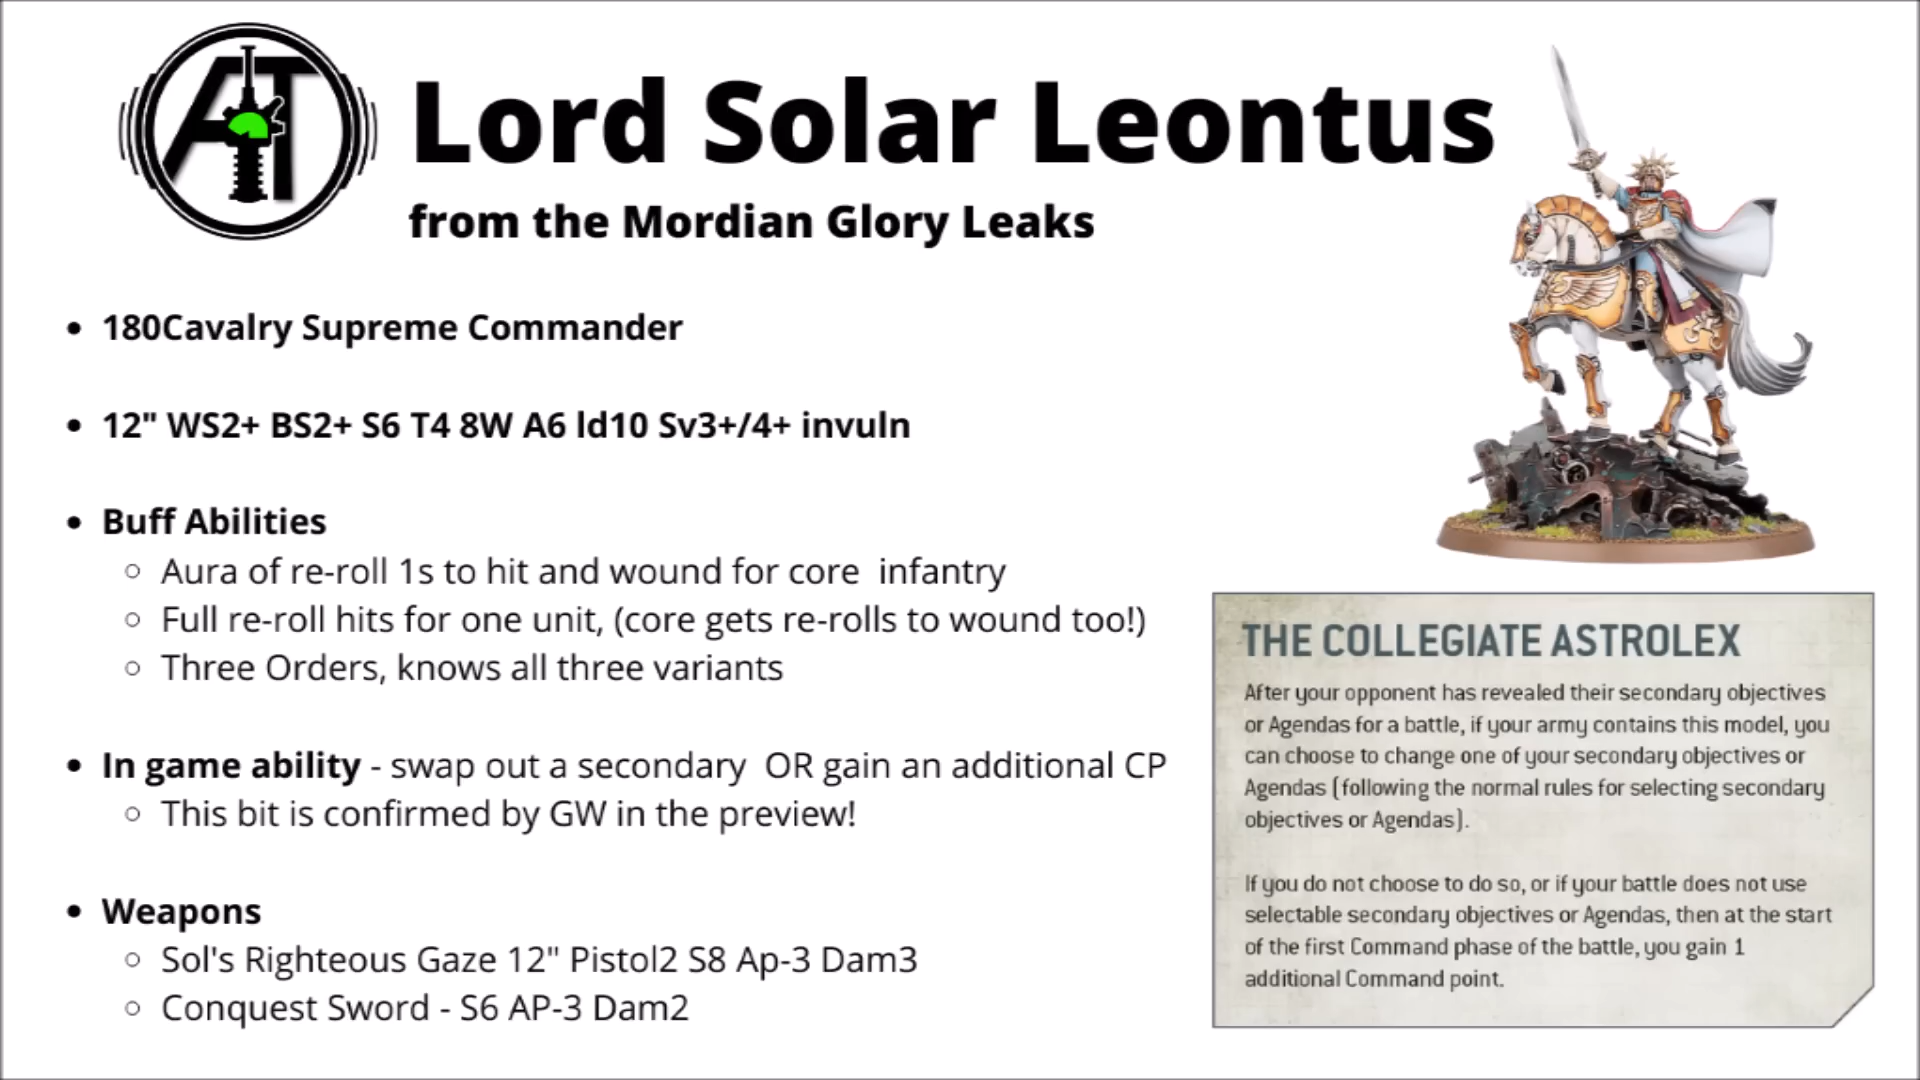 AT
Lord Solar Leontus
from the Mordian Glory Leaks
• 180Cavalry Supreme Commander
• 12" WS2+ BS2+ S6 T4 8W A6 ld10 Sv3+/4+ invuln
• Buff Abilities
○ Aura of re-roll 1s to hit and wound for core infantry
○ Full re-roll hits for one unit, (core gets re-rolls to wound too!)
○ Three Orders, knows all three variants
• In game ability - swap out a secondary OR gain an additional CP
○ This bit is confirmed by GW in the preview!
• Weapons
○ Sol's Righteous Gaze 12" Pistol2 S8 Ap-3 Dam3
○ Conquest Sword - S6 AP-3 Dam2
THE COLLEGIATE ASTROLEX
After your opponent has revealed their secondary objectives
or Agendas for a battle, if your army contains this model, you
can choose to change one of your secondary objectives or
Agendas (following the normal rules for selecting secondary
objectives or Agendas).
If you do not choose to do so, or if your battle does not use
selectable secondary objectives or Agendas, then at the start
of the first Command phase of the battle, you gain 1
additional Command point.